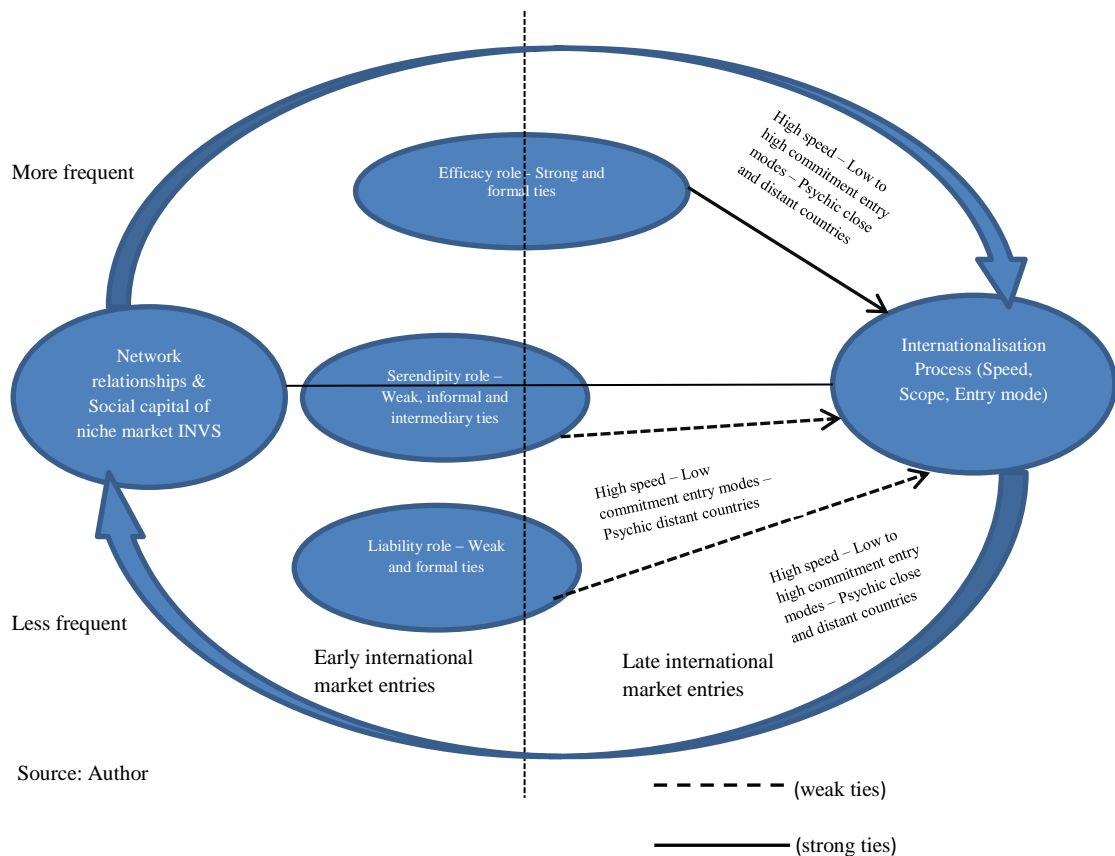 More frequent
Efficacy role - Strong and
formal ties
High speed – Low to
high commitment entry
modes – Psychic close
and distant countries
Network
relationships &
Social capital of
niche market INVS
Serendipity role –
Weak, informal and
intermediary ties
Internationalisation
Process (Speed,
Scope, Entry mode)
High speed – Low
commitment entry modes –
Psychic distant countries
Liability role – Weak
and formal ties
High speed – Low to
high commitment entry
modes – Psychic close
and distant countries
Less frequent
Early international
market entries
Late international
market entries
Source: Author
(weak ties)
(strong ties)